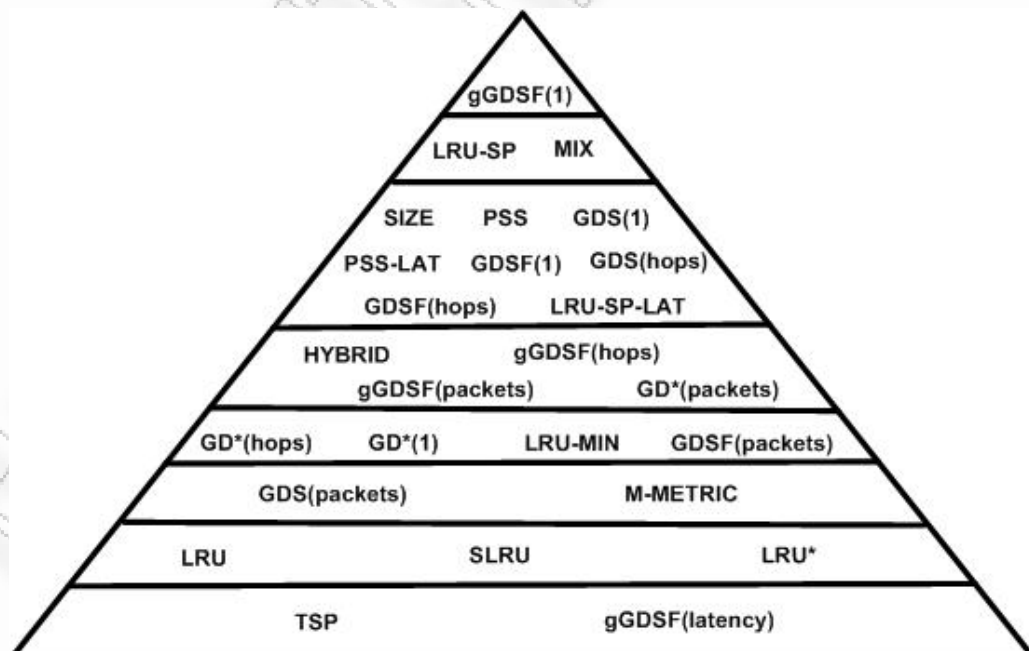 gGDSF(1)
LRU-SP MIX
SIZE PSS GDS(1)
PSS-LAT GDSF(1) GDS(hops)
GDSF(hops) LRU-SP-LAT
HYBRID gGDSF(hops)
gGDSF(packets) GD*(packets)
GD*(hops) GD*(1) LRU-MIN GDSF(packets)
GDS(packets) M-METRIC
LRU SLRU LRU*
TSP gGDSF(latency)